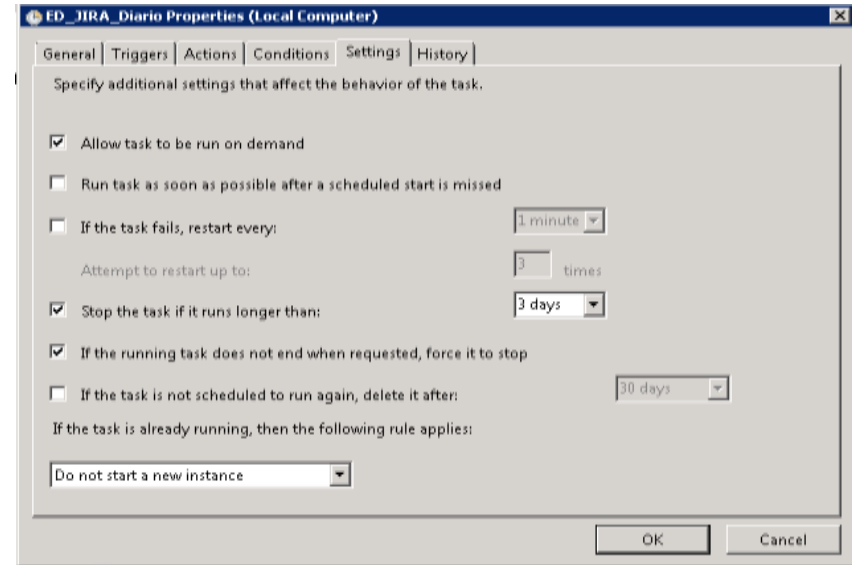 ED_JIRA_Diario Properties (Local Computer)
General Triggers Actions Conditions Settings History
Specify additional settings that affect the behavior of the task.
Allow task to be run on demand
Run task as soon as possible after a scheduled start is missed
If the task fails, restart every: 1 minute
Attempt to restart up to: 3 times
Stop the task if it runs longer than: 3 days
If the running task does not end when requested, force it to stop
If the task is not scheduled to run again, delete it after: 30 days
If the task is already running, then the following rule applies:
Do not start a new instance
OK Cancel